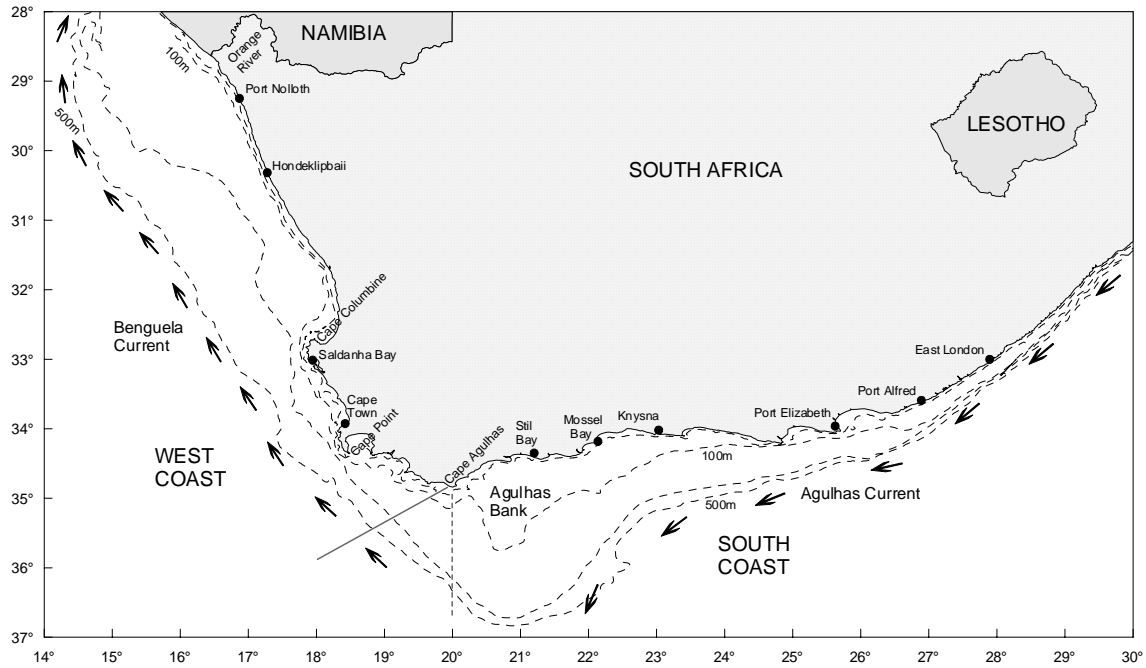 28°
29°
30°
31°
32°
33°
34°
35°
36°
37°
NAMIBIA
Orange
River
100m
Port Nolloth
500m
Hondeklipbaii
LESOTHO
SOUTH AFRICA
Cape Columbine
Benguela
Current
Saldanha Bay
East London
Port Alfred
Cape
Town
Cape Point
WEST
COAST
Cape Agulhas
Stil
Bay
Mossel
Bay
Knysna
Port Elizabeth
100m
Agulhas
Bank
Agulhas Current
500m
SOUTH
COAST
14°
15°
16°
17°
18°
19°
20°
21°
22°
23°
24°
25°
26°
27°
28°
29°
30°